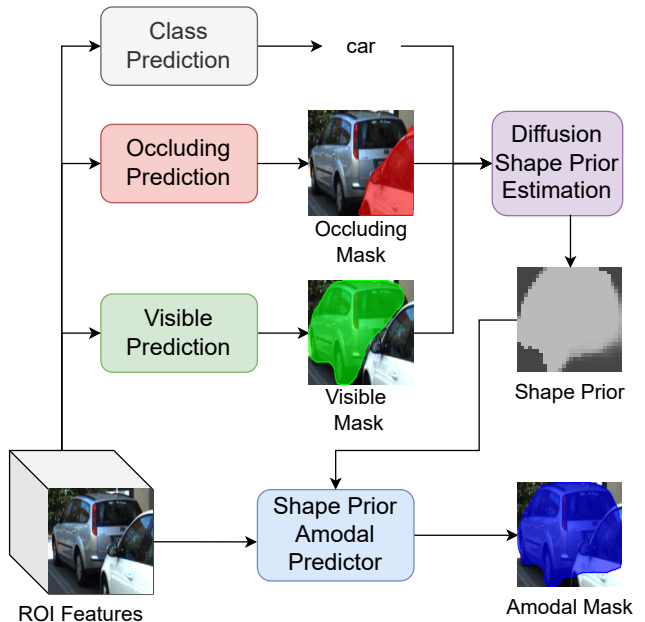 Class
Prediction
car
Occluding
Prediction
Occluding
Mask
Diffusion
Shape Prior
Estimation
Visible
Prediction
Visible
Mask
Shape Prior
Shape Prior
Amodal
Predictor
ROI Features
Amodal Mask